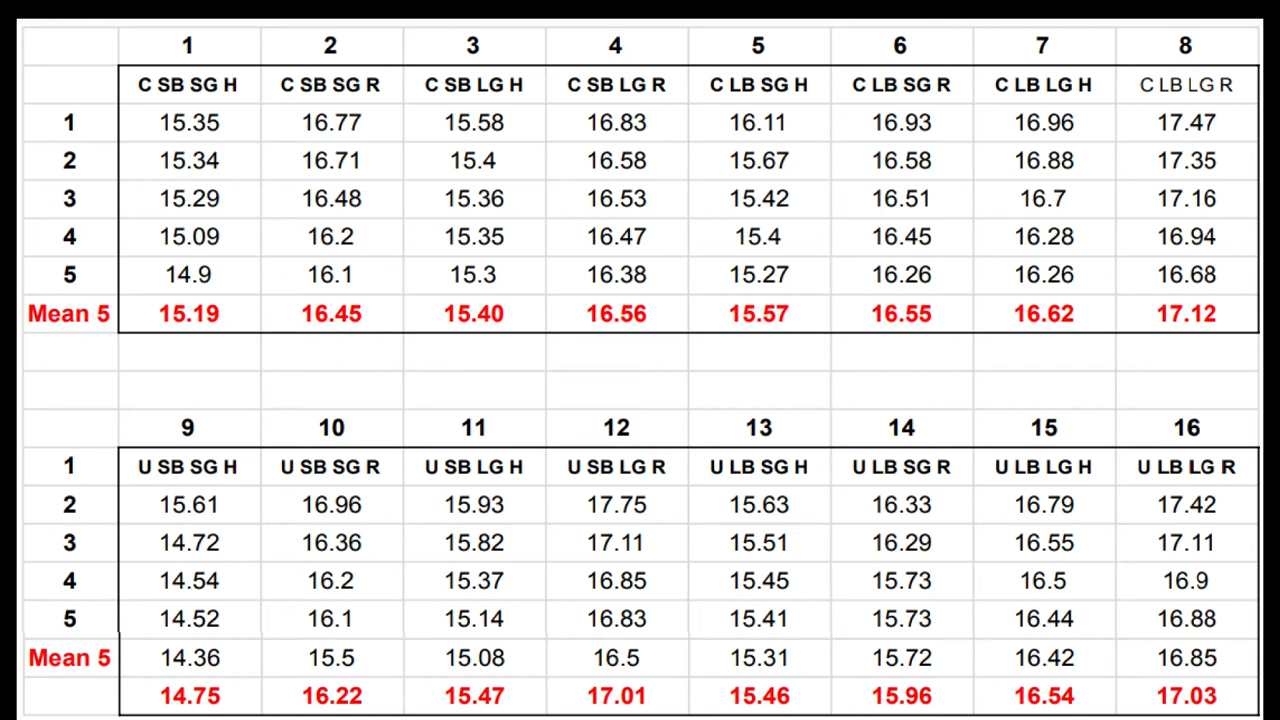 1 2 3 4 5 6 7 8
C SB SG H C SB SG R C SB LG H C SB LG R C LB SG H C LB SG R C LB LG H C LB LG R
1 15.35 16.77 15.58 16.83 16.11 16.93 16.96 17.47
2 15.34 16.71 15.4 16.58 15.67 16.58 16.88 17.35
3 15.29 16.48 15.36 16.53 15.42 16.51 16.7 17.16
4 15.09 16.2 15.35 16.47 15.4 16.45 16.28 16.94
5 14.9 16.1 15.3 16.38 15.27 16.26 16.26 16.68
Mean 5 15.19 16.45 15.40 16.56 15.57 16.55 16.62 17.12
9 10 11 12 13 14 15 16
1 U SB SG H U SB SG R U SB LG H U SB LG R U LB SG H U LB SG R U LB LG H U LB LG R
2 15.61 16.96 15.93 17.75 15.63 16.33 16.79 17.42
3 14.72 16.36 15.82 17.11 15.51 16.29 16.55 17.11
4 14.54 16.2 15.37 16.85 15.45 15.73 16.5 16.9
5 14.52 16.1 15.14 16.83 15.41 15.73 16.44 16.88
Mean 5 14.36 15.5 15.08 16.5 15.31 15.72 16.42 16.85
14.75 16.22 15.47 17.01 15.46 15.96 16.54 17.03